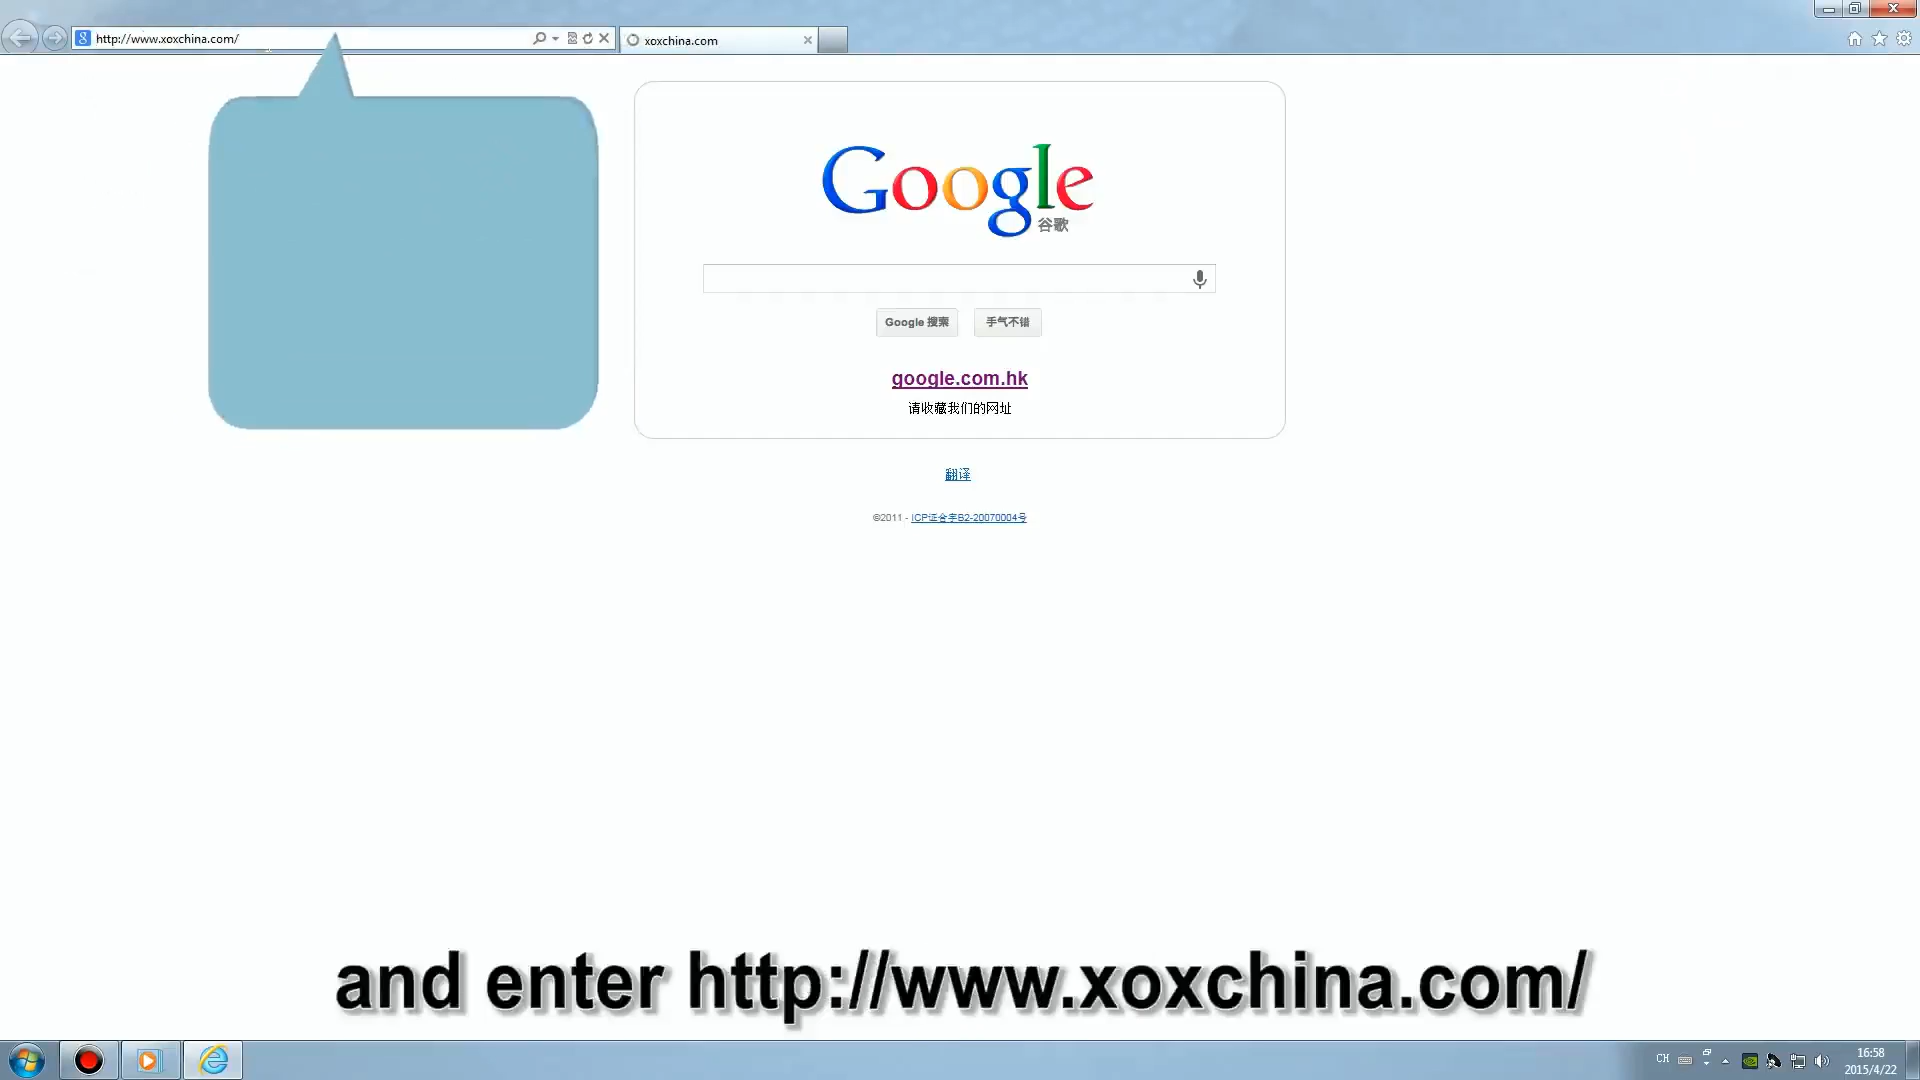 http://www.xoxchina.com/
xoxchina.com
Google
谷歌
Google 搜索
手气不错
google.com.hk
请收藏我们的网址
翻译
©2011 - ICP证合字B2-20070004号
and enter http://www.xoxchina.com/
CH
16:58
2015/4/22